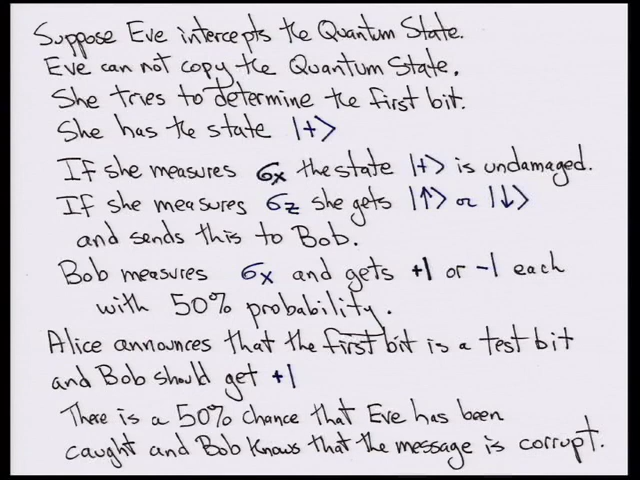 Suppose Eve intercepts the Quantum State.
Eve can not copy the Quantum State.
She tries to determine the first bit.
She has the state |+>
If she measures σx the state |+> is undamaged.
If she measures σz she gets |↑> or |↓>
and sends this to Bob.
Bob measures σx and gets +1 or -1 each
with 50% probability.
Alice announces that the first bit is a test bit
and Bob should get +1
There is a 50% chance that Eve has been
caught and Bob knows that the message is corrupt.